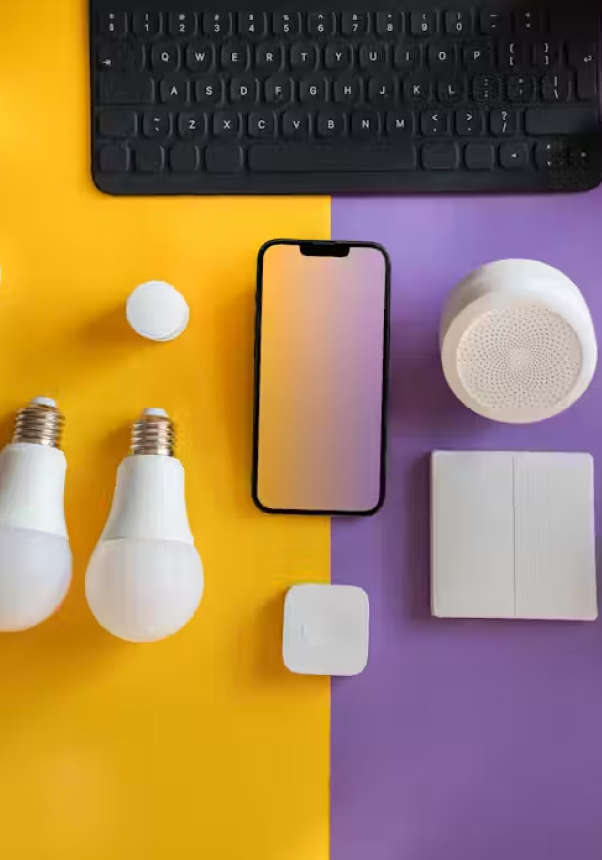 ! @ # $ % ^ & * ( ) _ +
1 2 3 4 5 6 7 8 9 0 - =
Q W E R T Y U I O P { }
[ ]
A S D F G H J K L : " |
; ' \
~ Z X C V B N M < > ?
` , . /